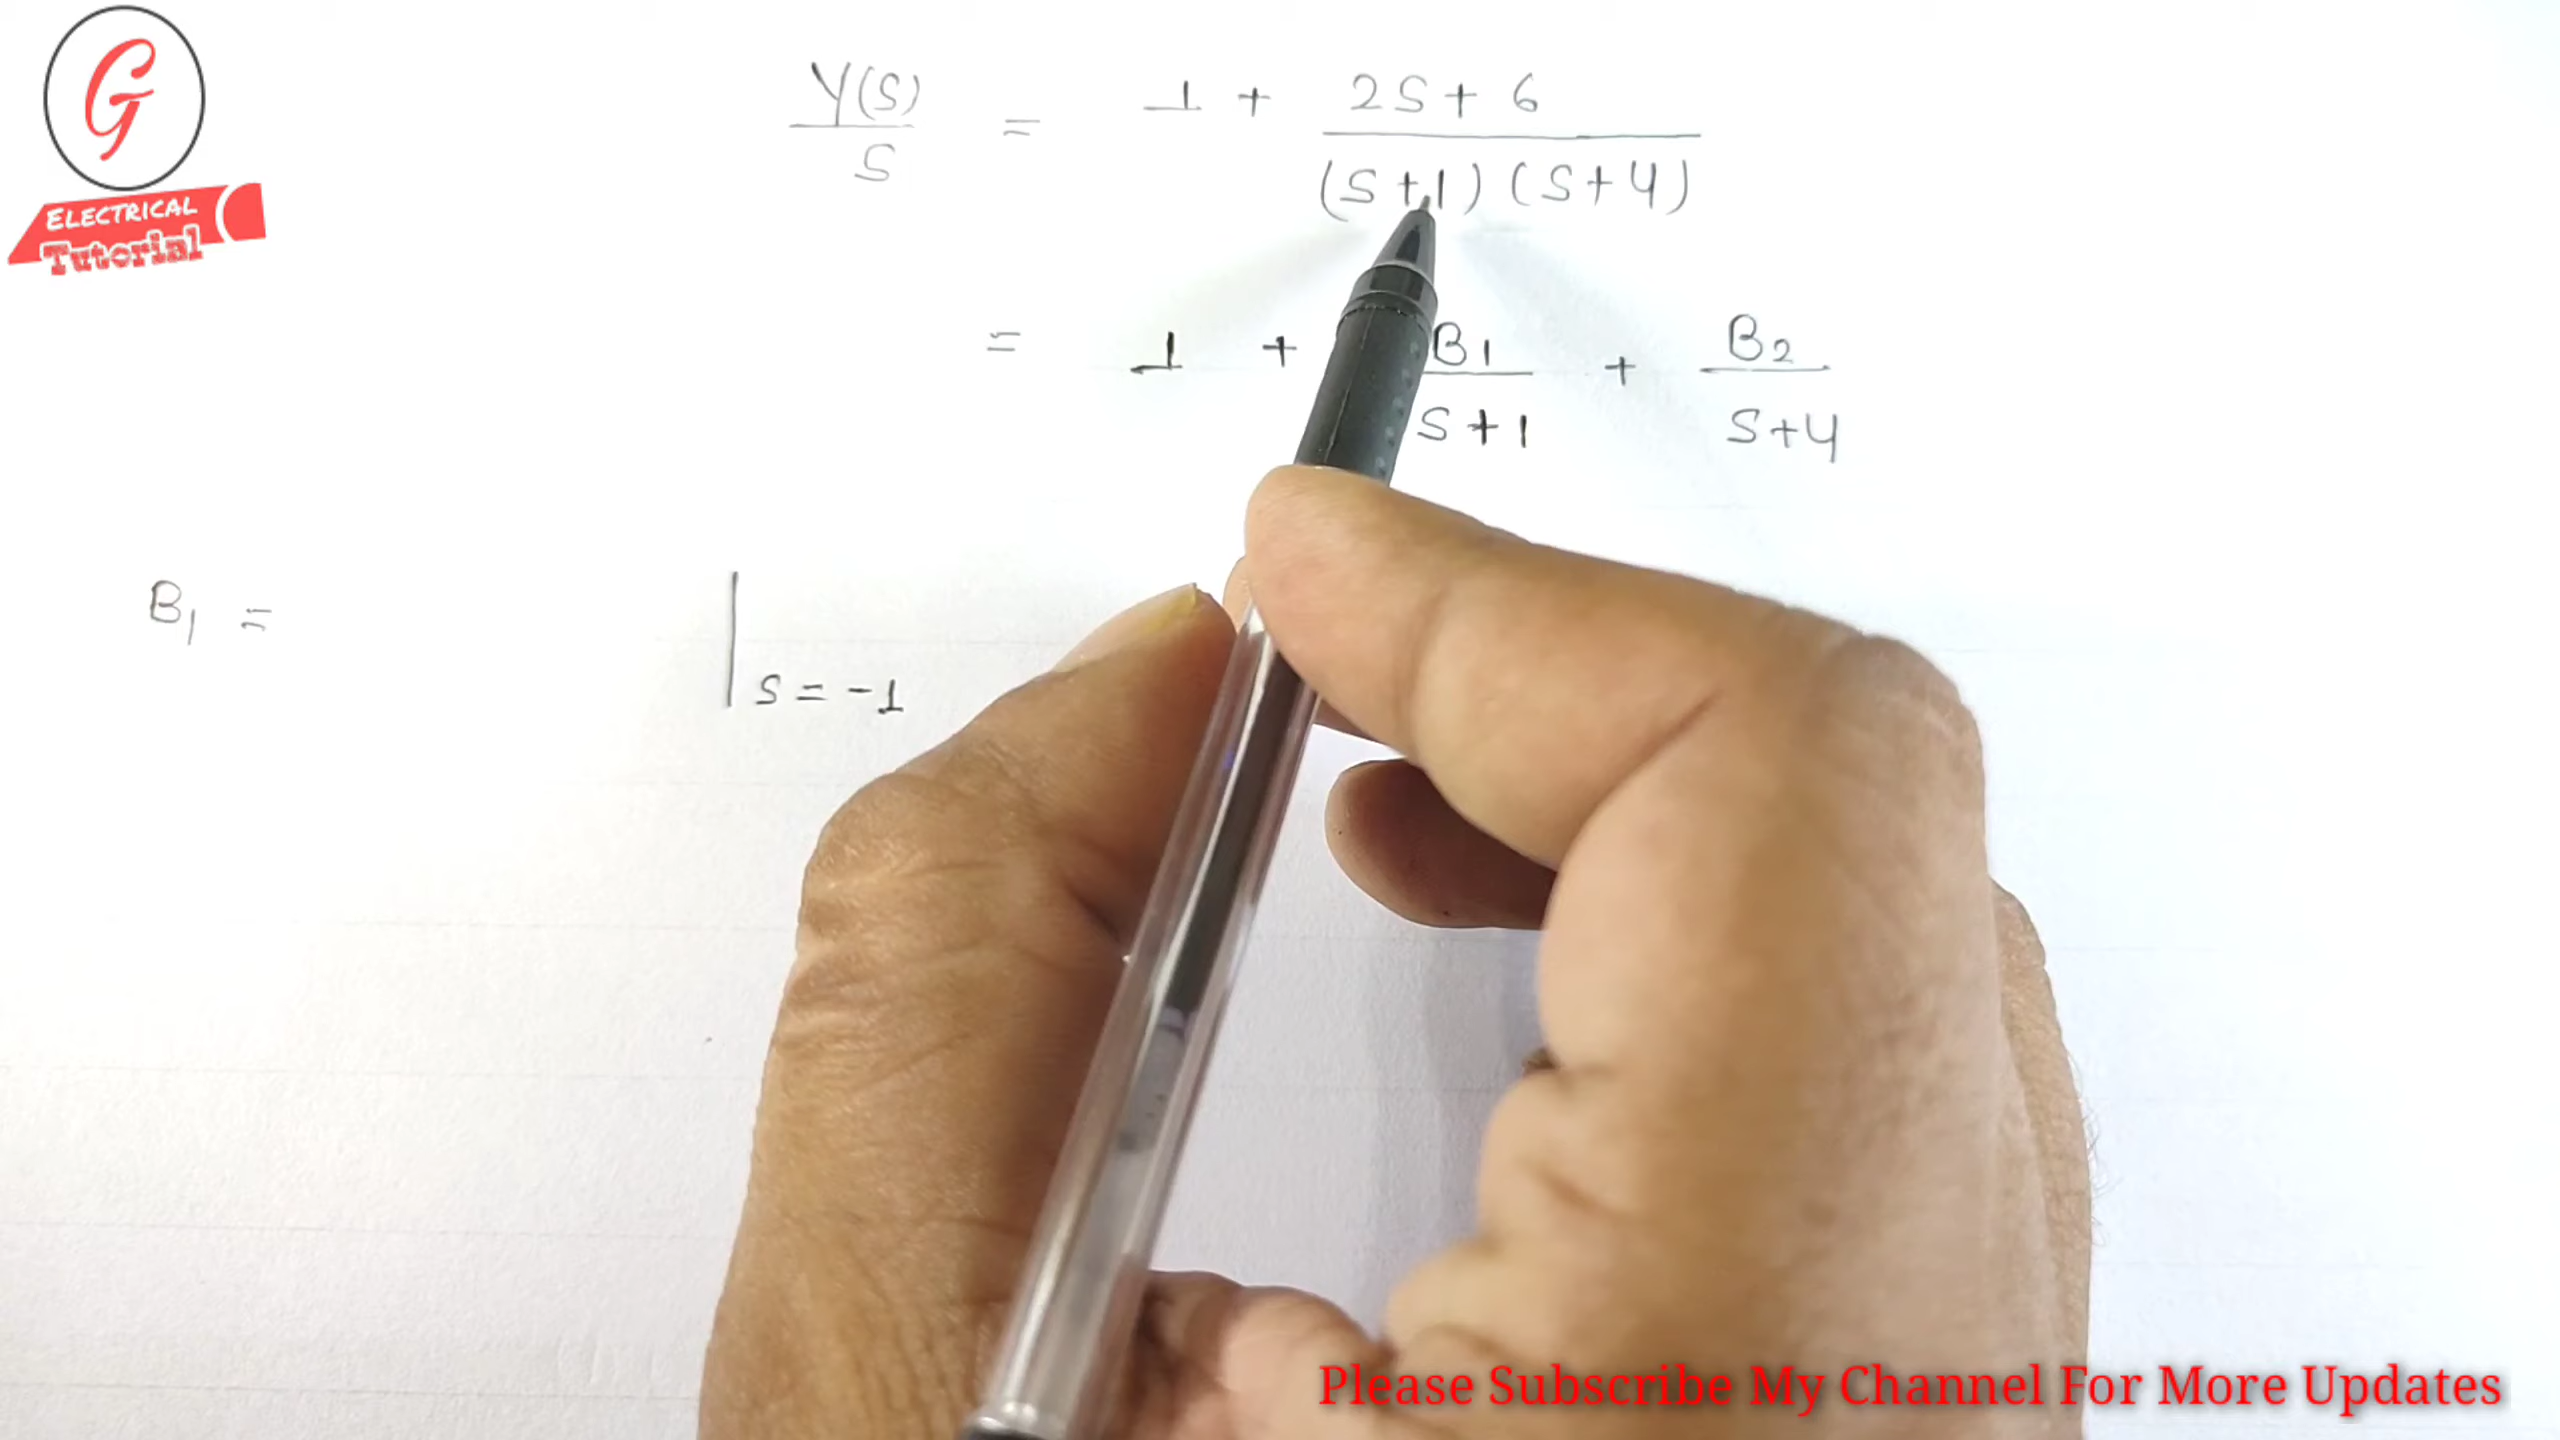 G
ELECTRICAL
Tutorial
Y(S)/S = 1 + 2S + 6/(S+1)(S+4)
= 1 + B1/S+1 + B2/S+4
B1 = |S = -1
Please Subscribe My Channel For More Updates